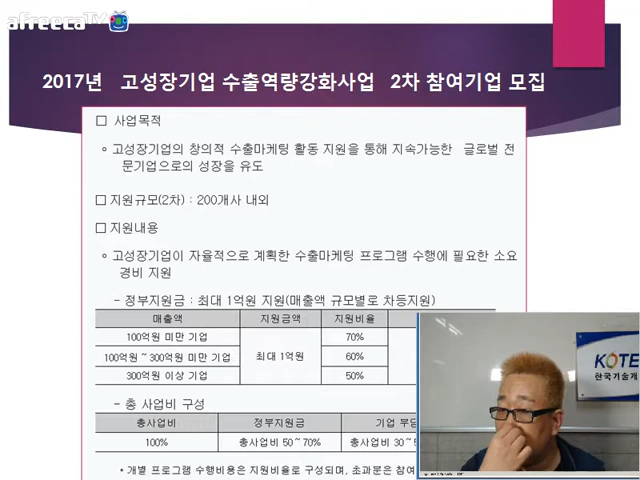 afreecaTV
2017년 고성장기업 수출역량강화사업 2차 참여기업 모집
□ 사업목적
◦ 고성장기업의 창의적 수출마케팅 활동 지원을 통해 지속가능한 글로벌 전
문기업으로의 성장을 유도
□ 지원규모(2차) : 200개사 내외
□ 지원내용
◦ 고성장기업이 자율적으로 계획한 수출마케팅 프로그램 수행에 필요한 소요
경비 지원
- 정부지원금 : 최대 1억원 지원(매출액 규모별로 차등지원)
매출액 지원금액 지원비율
100억원 미만 기업 70%
100억원 ~ 300억원 미만 기업 최대 1억원 60%
300억원 이상 기업 50%
KOTE
한국기술개
- 총 사업비 구성
총사업비 정부지원금 기업 부담
100% 총사업비 50 ~ 70% 총사업비 30 ~
* 개별 프로그램 수행비용은 지원비율로 구성되며, 초과분은 참여